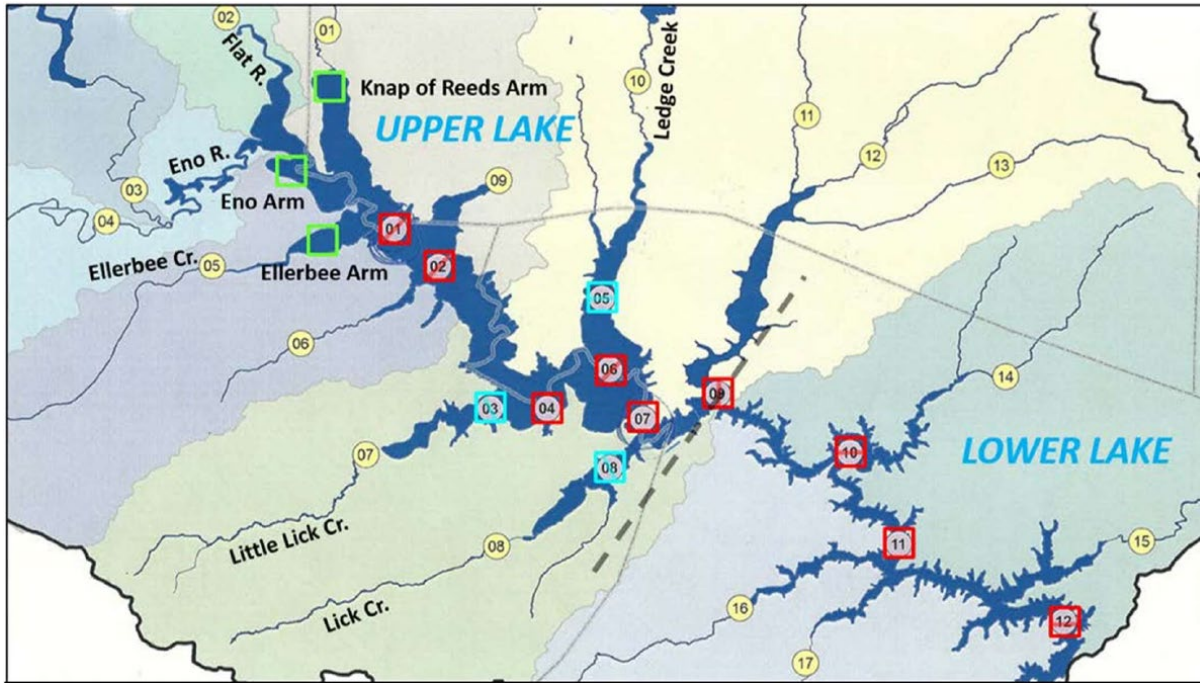 02
01
Flat R.
Knap of Reeds Arm
UPPER LAKE
10
Ledge Creek
11
12
13
Eno R.
03
04
Eno Arm
09
01
Ellerbee Cr.
05
Ellerbee Arm
02
05
06
06
14
03
04
07
09
07
08
10
LOWER LAKE
Little Lick Cr.
08
11
15
Lick Cr.
16
12
17